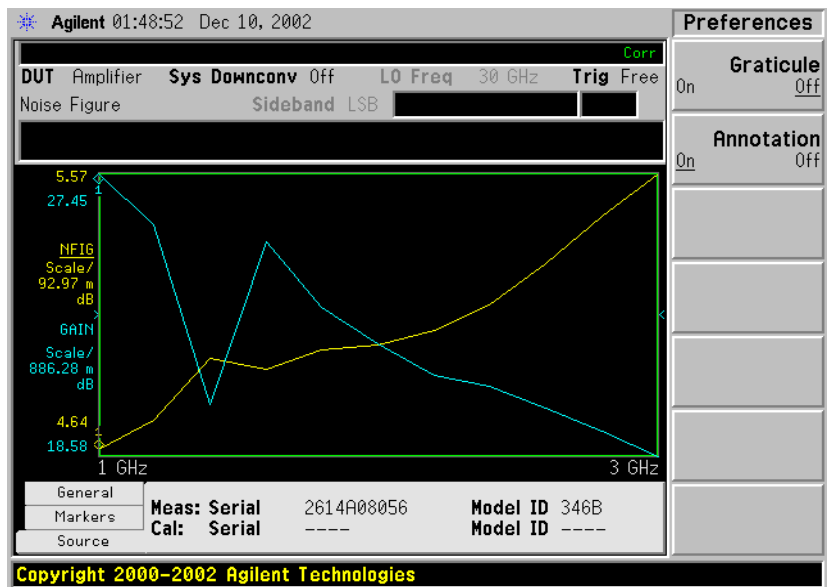 Agilent 01:48:52 Dec 10, 2002
Preferences
Corr
DUT Amplifier Sys Downconv Off LO Freq 30 GHz Trig Free
Noise Figure Sideband LSB
Graticule
On Off
Annotation
On Off
5.57
1
27.45
NFIG
Scale/
92.97 m
dB
GAIN
Scale/
886.28 m
dB
4.64
1
18.58
1 GHz 3 GHz
General
Markers
Source
Meas: Serial 2614A08056 Model ID 346B
Cal: Serial ---- Model ID ----
Copyright 2000-2002 Agilent Technologies